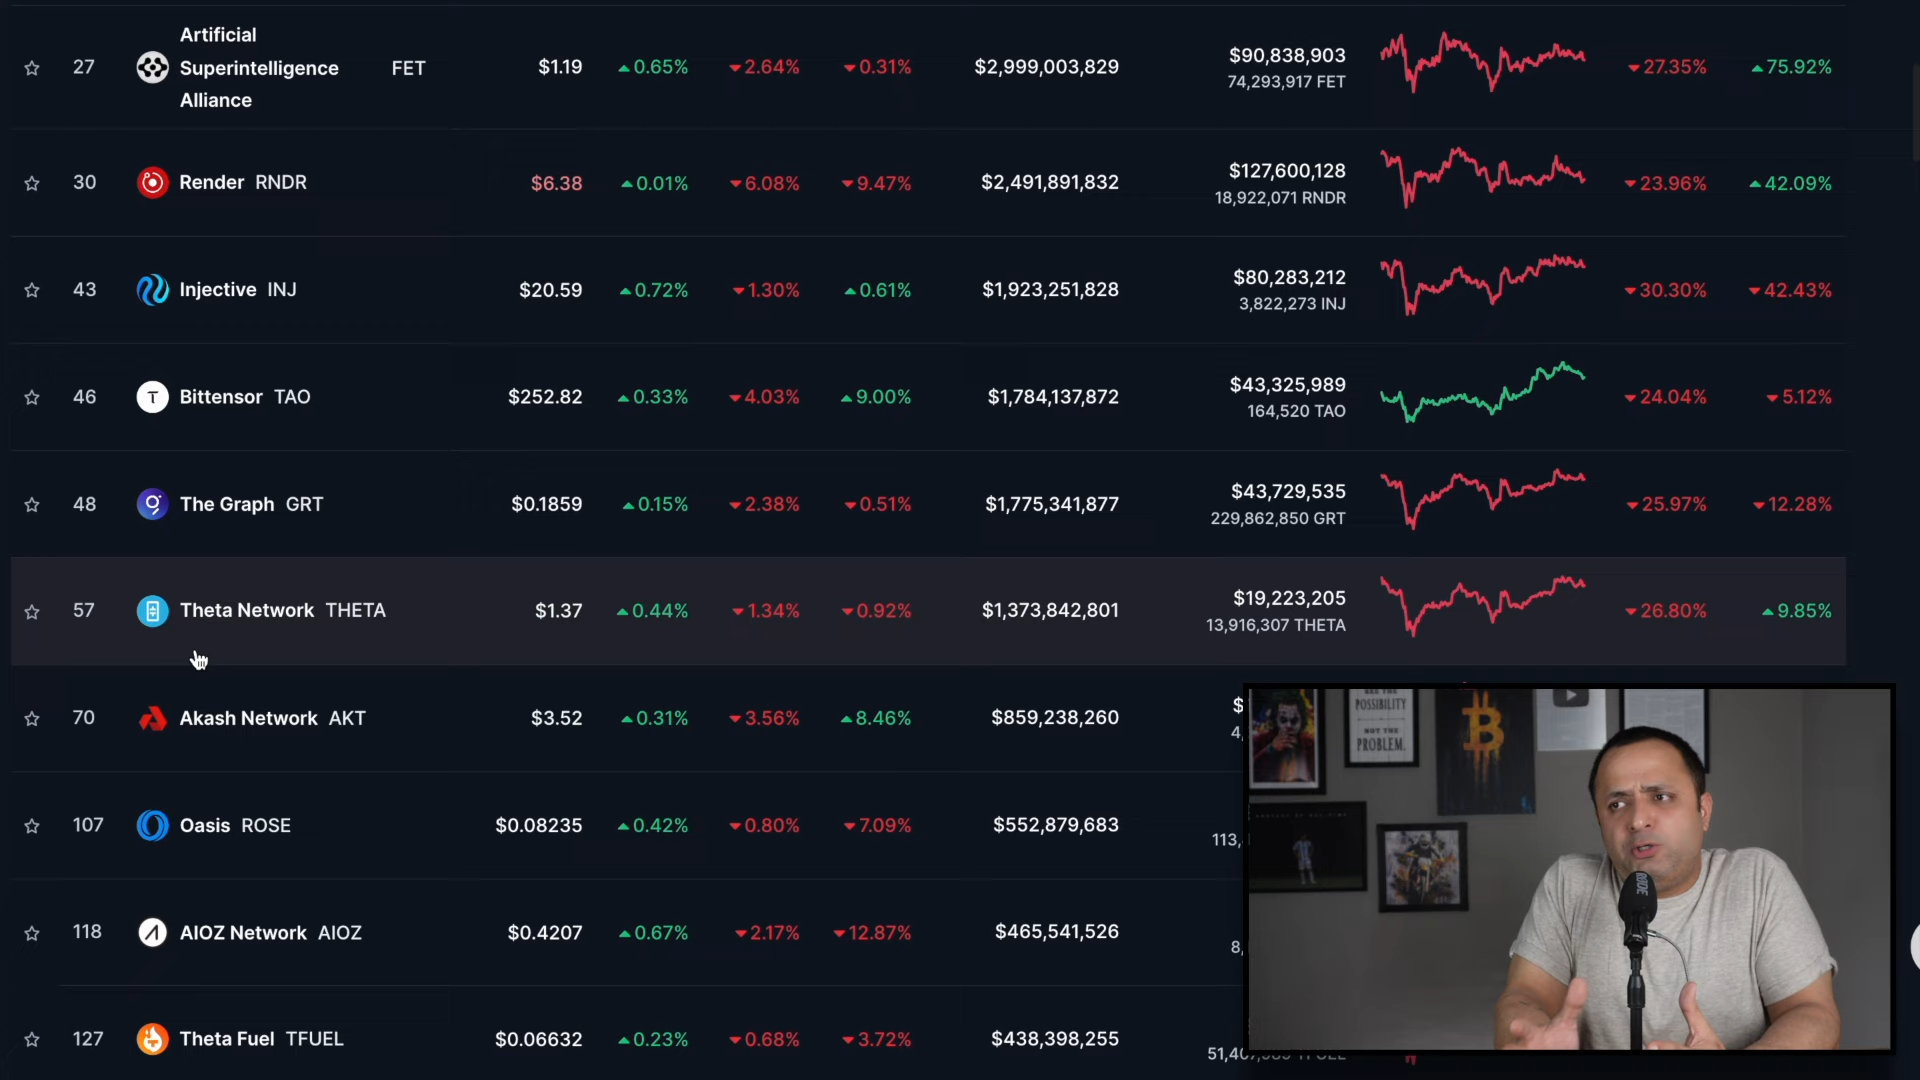 27 Artificial Superintelligence Alliance FET $1.19 0.65% 2.64% 0.31% $2,999,003,829 $90,838,903 27.35% 75.92%
74,293,917 FET
30 Render RNDR $6.38 0.01% 6.08% 9.47% $2,491,891,832 $127,600,128 23.96% 42.09%
18,922,071 RNDR
43 Injective INJ $20.59 0.72% 1.30% 0.61% $1,923,251,828 $80,283,212 30.30% 42.43%
3,822,273 INJ
46 T Bittensor TAO $252.82 0.33% 4.03% 9.00% $1,784,137,872 $43,325,989 24.04% 5.12%
164,520 TAO
48 The Graph GRT $0.1859 0.15% 2.38% 0.51% $1,775,341,877 $43,729,535 25.97% 12.28%
229,862,850 GRT
57 Theta Network THETA $1.37 0.44% 1.34% 0.92% $1,373,842,801 $19,223,205 26.80% 9.85%
13,916,307 THETA
70 Akash Network AKT $3.52 0.31% 3.56% 8.46% $859,238,260 $
4,
107 Oasis ROSE $0.08235 0.42% 0.80% 7.09% $552,879,683
113,
118 AIOZ Network AIOZ $0.4207 0.67% 2.17% 12.87% $465,541,526
8,
127 Theta Fuel TFUEL $0.06632 0.23% 0.68% 3.72% $438,398,255
SEE THE
POSSIBILITY
NOT THE
PROBLEM.
RODE